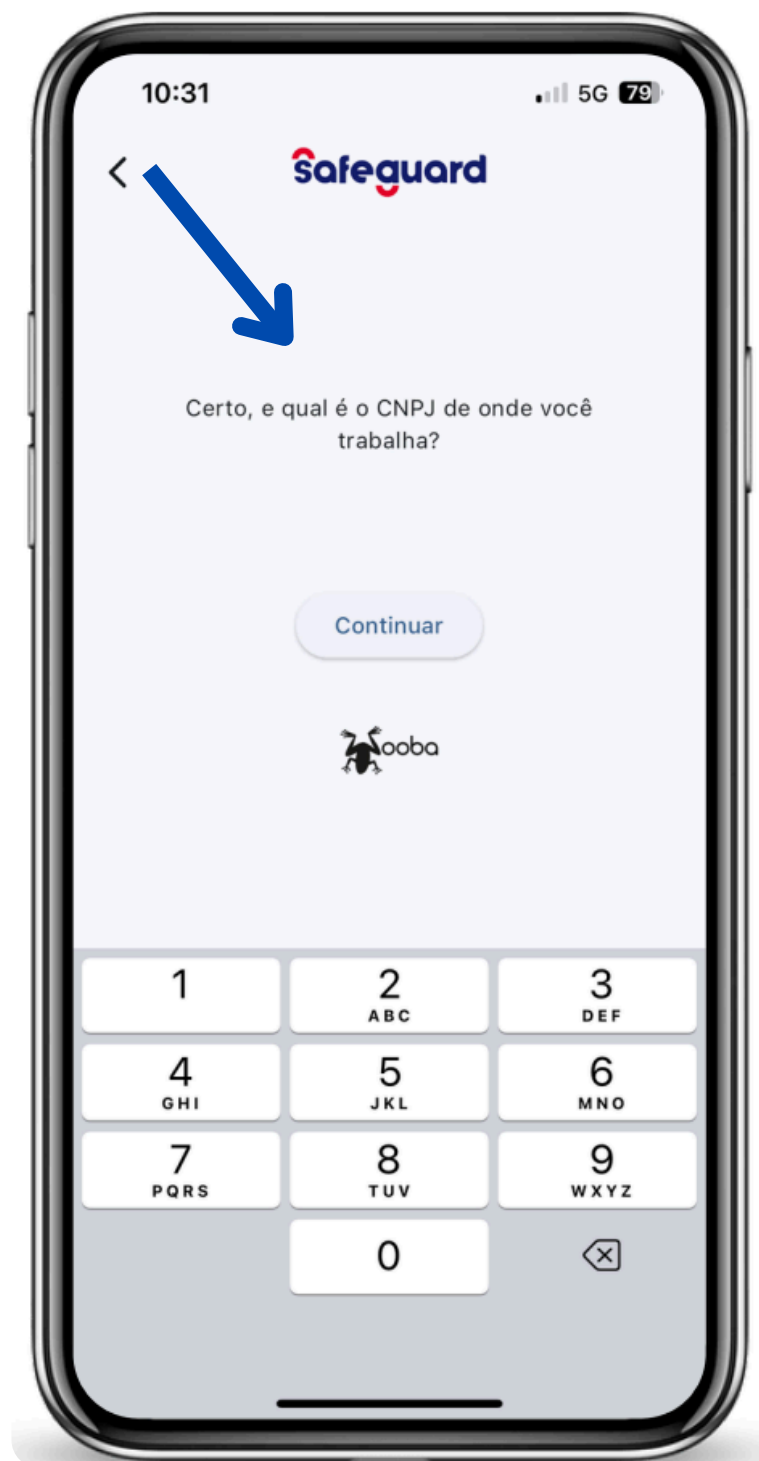 10:31 5G 79
safeguard
Certo, e qual é o CNPJ de onde você
trabalha?
Continuar
ooba
1 2 3
ABC DEF
4 5 6
GHI JKL MNO
7 8 9
PQRS TUV WXYZ
0